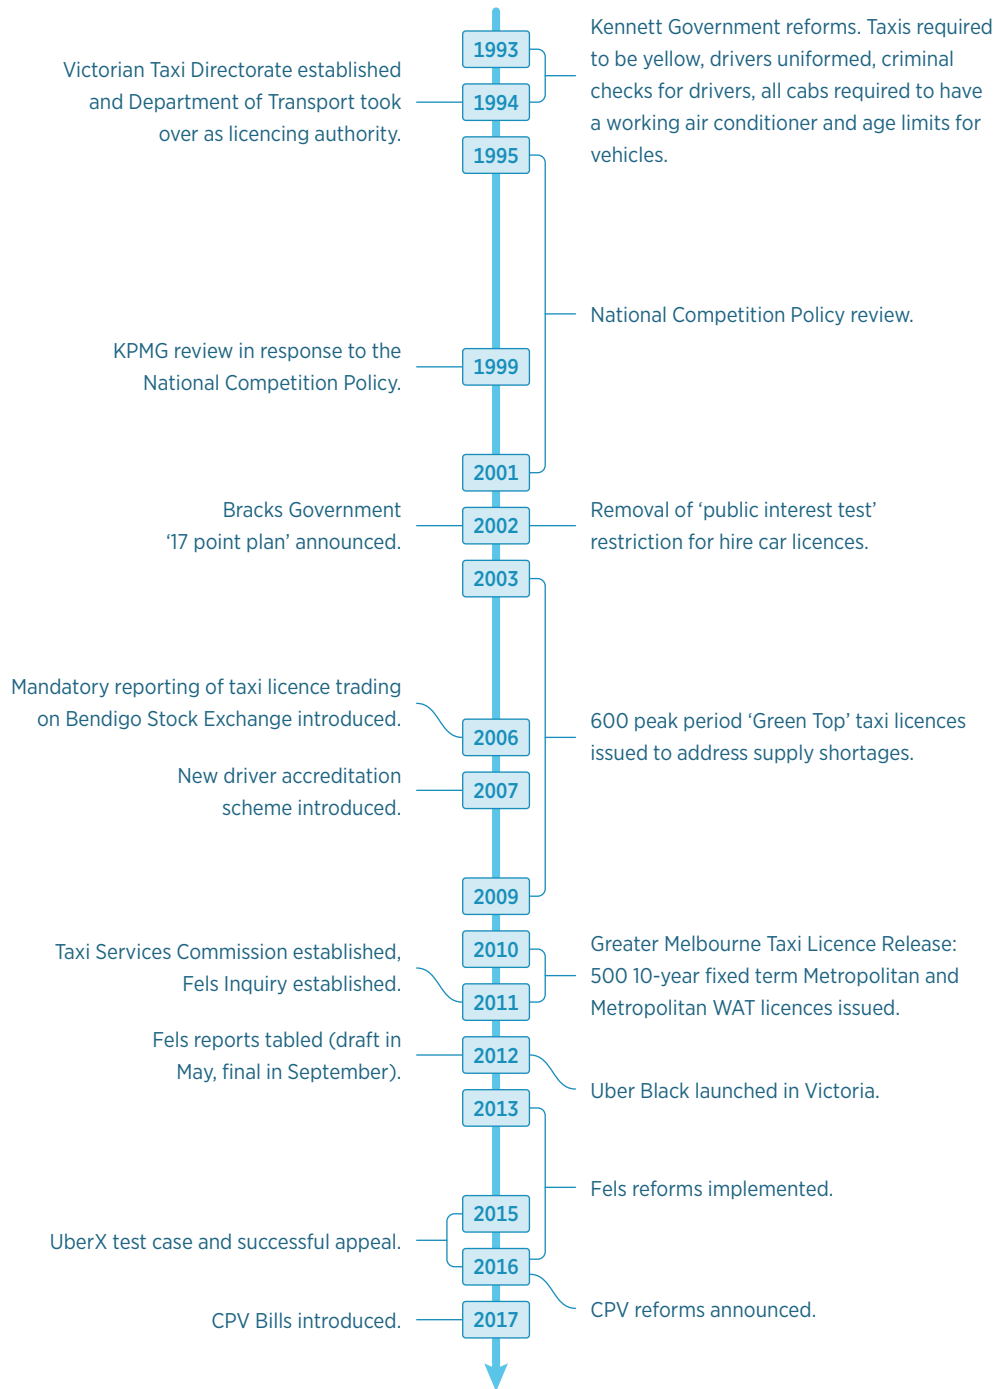 1993
Kennett Government reforms. Taxis required
to be yellow, drivers uniformed, criminal
checks for drivers, all cabs required to have
a working air conditioner and age limits for
vehicles.
Victorian Taxi Directorate established
and Department of Transport took
over as licencing authority.
1994
1995
National Competition Policy review.
KPMG review in response to the
National Competition Policy.
1999
2001
Bracks Government
‘17 point plan’ announced.
2002
Removal of ‘public interest test’
restriction for hire car licences.
2003
Mandatory reporting of taxi licence trading
on Bendigo Stock Exchange introduced.
2006
600 peak period ‘Green Top’ taxi licences
issued to address supply shortages.
New driver accreditation
scheme introduced.
2007
2009
2010
Greater Melbourne Taxi Licence Release:
500 10-year fixed term Metropolitan and
Metropolitan WAT licences issued.
Taxi Services Commission established,
Fels Inquiry established.
2011
Fels reports tabled (draft in
May, final in September).
2012
Uber Black launched in Victoria.
2013
Fels reforms implemented.
2015
UberX test case and successful appeal.
2016
CPV reforms announced.
CPV Bills introduced.
2017